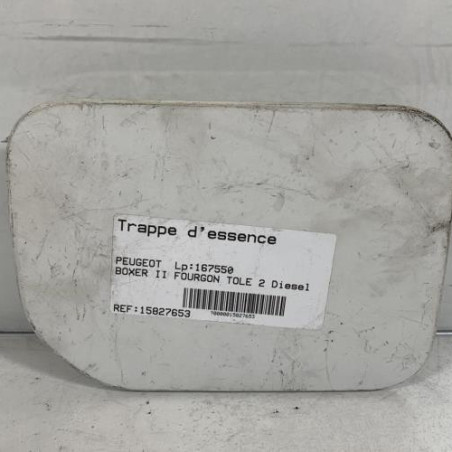 Trappe d'essence
PEUGEOT Lp:167550
BOXER II FOURGON TOLE 2 Diesel
REF:15827653